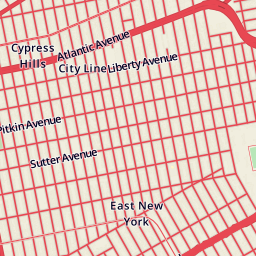 Cypress
Hills
Atlantic Avenue
City Line
Liberty Avenue
Pitkin Avenue
Sutter Avenue
East New
York